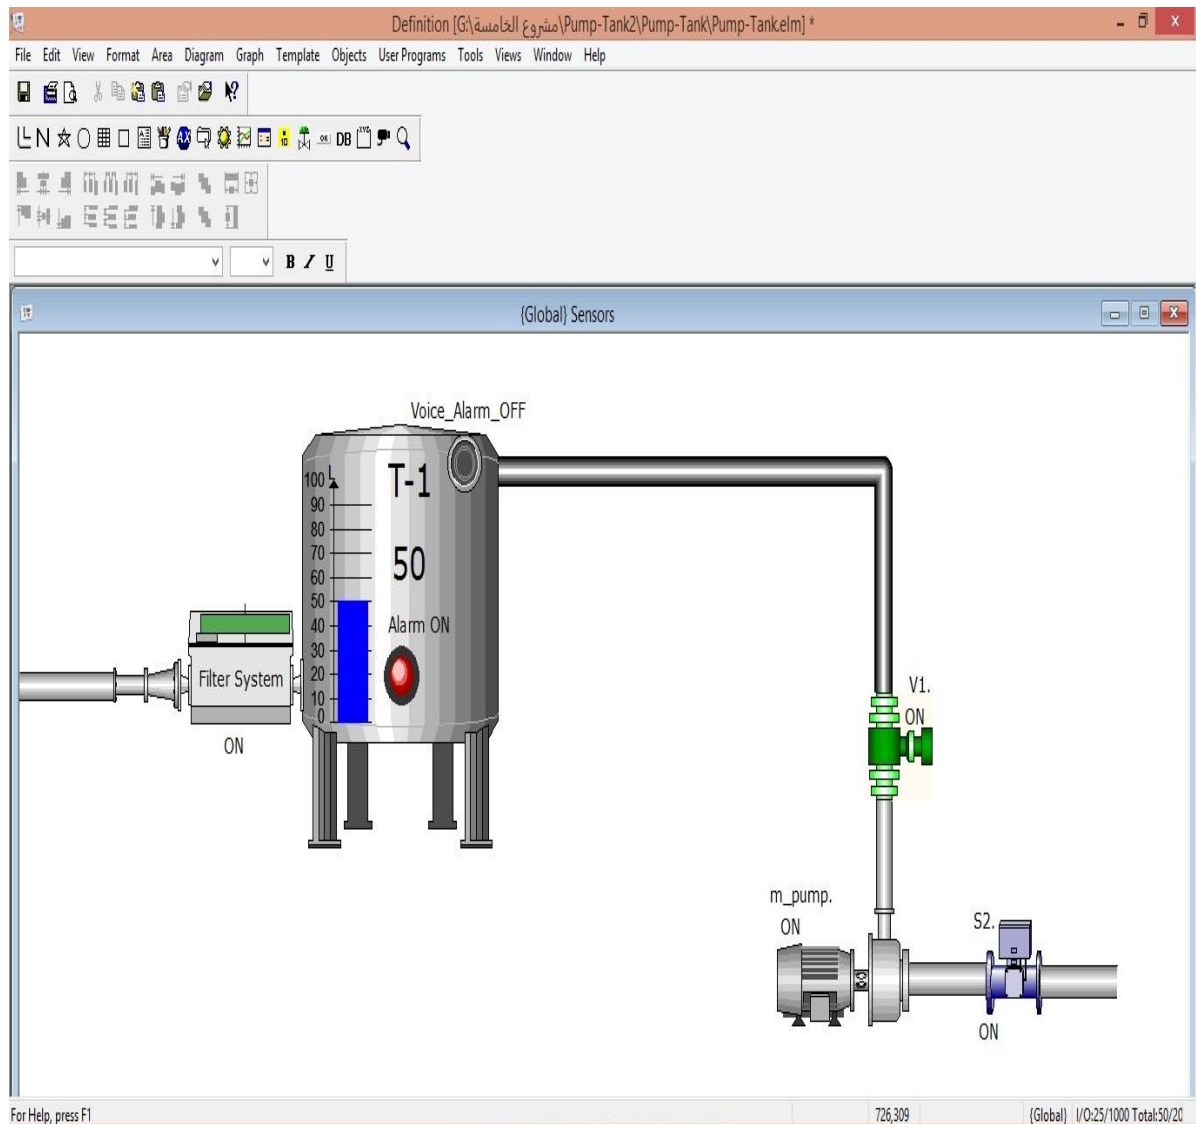 Definition [G:\مشروع الخامسة\Pump-Tank2\Pump-Tank\Pump-Tank.elm] *
File Edit View Format Area Diagram Graph Template Objects User Programs Tools Views Window Help
DB
B I U
{Global} Sensors
Voice_Alarm_OFF
T-1
L
100
90
80
70
60
50
40
30
20
10
0
50
Alarm ON
Filter System
ON
V1.
ON
m_pump.
ON
S2.
ON
For Help, press F1
726,309
{Global}
I/O:25/1000 Total:50/20